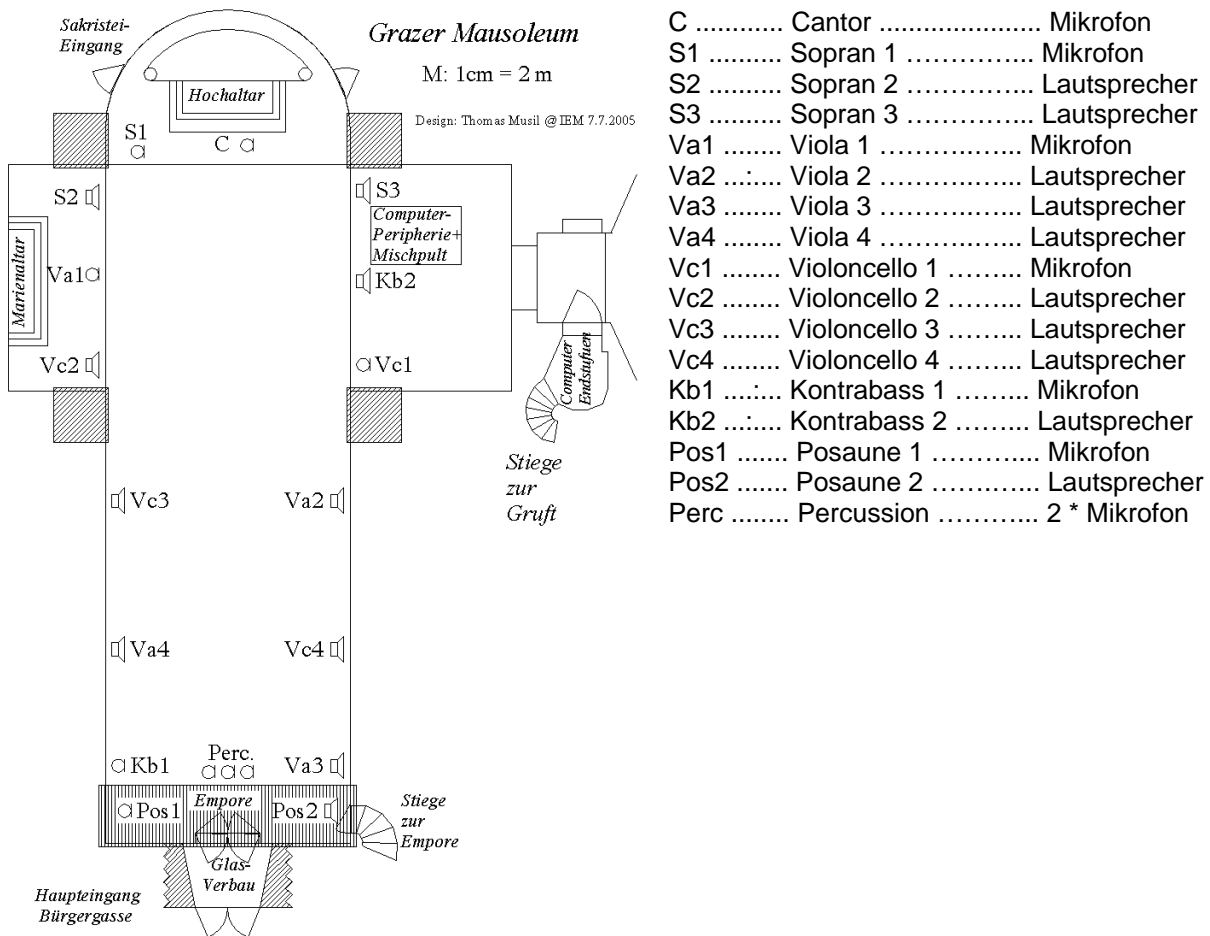 Sakristei-
Eingang
Grazer Mausoleum
M: 1cm = 2 m
Hochaltar
Design: Thomas Musil @ IEM 7.7.2005
S1
C
S2
S3
Computer-
Peripherie+
Mischpult
Marienaltar
Va1
Kb2
Vc2
Vc1
Computer
Endstufuen
Stiege
zur
Gruft
Vc3
Va2
Va4
Vc4
Kb1
Perc.
Va3
Pos1
Empore
Pos2
Stiege
zur
Empore
Glas-
Verbau
Haupteingang
Bürgergasse
C ............ Cantor ....................... Mikrofon
S1 .......... Sopran 1 ………….... Mikrofon
S2 .......... Sopran 2 ………….... Lautsprecher
S3 .......... Sopran 3 ………….... Lautsprecher
Va1 ........ Viola 1 ………..…... Mikrofon
Va2 ...:.... Viola 2 ………..…... Lautsprecher
Va3 ........ Viola 3 ………..…... Lautsprecher
Va4 ........ Viola 4 ………..…... Lautsprecher
Vc1 ........ Violoncello 1 ……... Mikrofon
Vc2 ........ Violoncello 2 ……... Lautsprecher
Vc3 ........ Violoncello 3 ……... Lautsprecher
Vc4 ........ Violoncello 4 ……... Lautsprecher
Kb1 ...:.... Kontrabass 1 ……... Mikrofon
Kb2 ...:.... Kontrabass 2 ……... Lautsprecher
Pos1 ....... Posaune 1 ………... Mikrofon
Pos2 ....... Posaune 2 ………... Lautsprecher
Perc ........ Percussion ………... 2 * Mikrofon